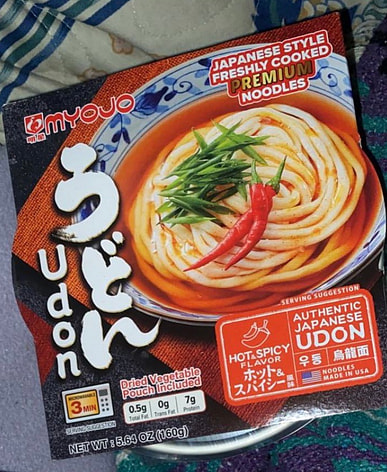 JAPANESE STYLE
FRESHLY COOKED
PREMIUM
NOODLES
MYOJO
うどん
Udon
SERVING SUGGESTION
HOT & SPICY
FLAVOR
ホット&
スパイシー風味
AUTHENTIC
JAPANESE
UDON
우동 烏龍面
NOODLES
MADE IN U.S.A
MICROWAVABLE
3 MIN
SERVING SUGGESTION
Dried Vegetable
Pouch Included
0.5g 0g 7g
Total Fat Trans Fat Protein
NET WT : 5.64 OZ (160g)